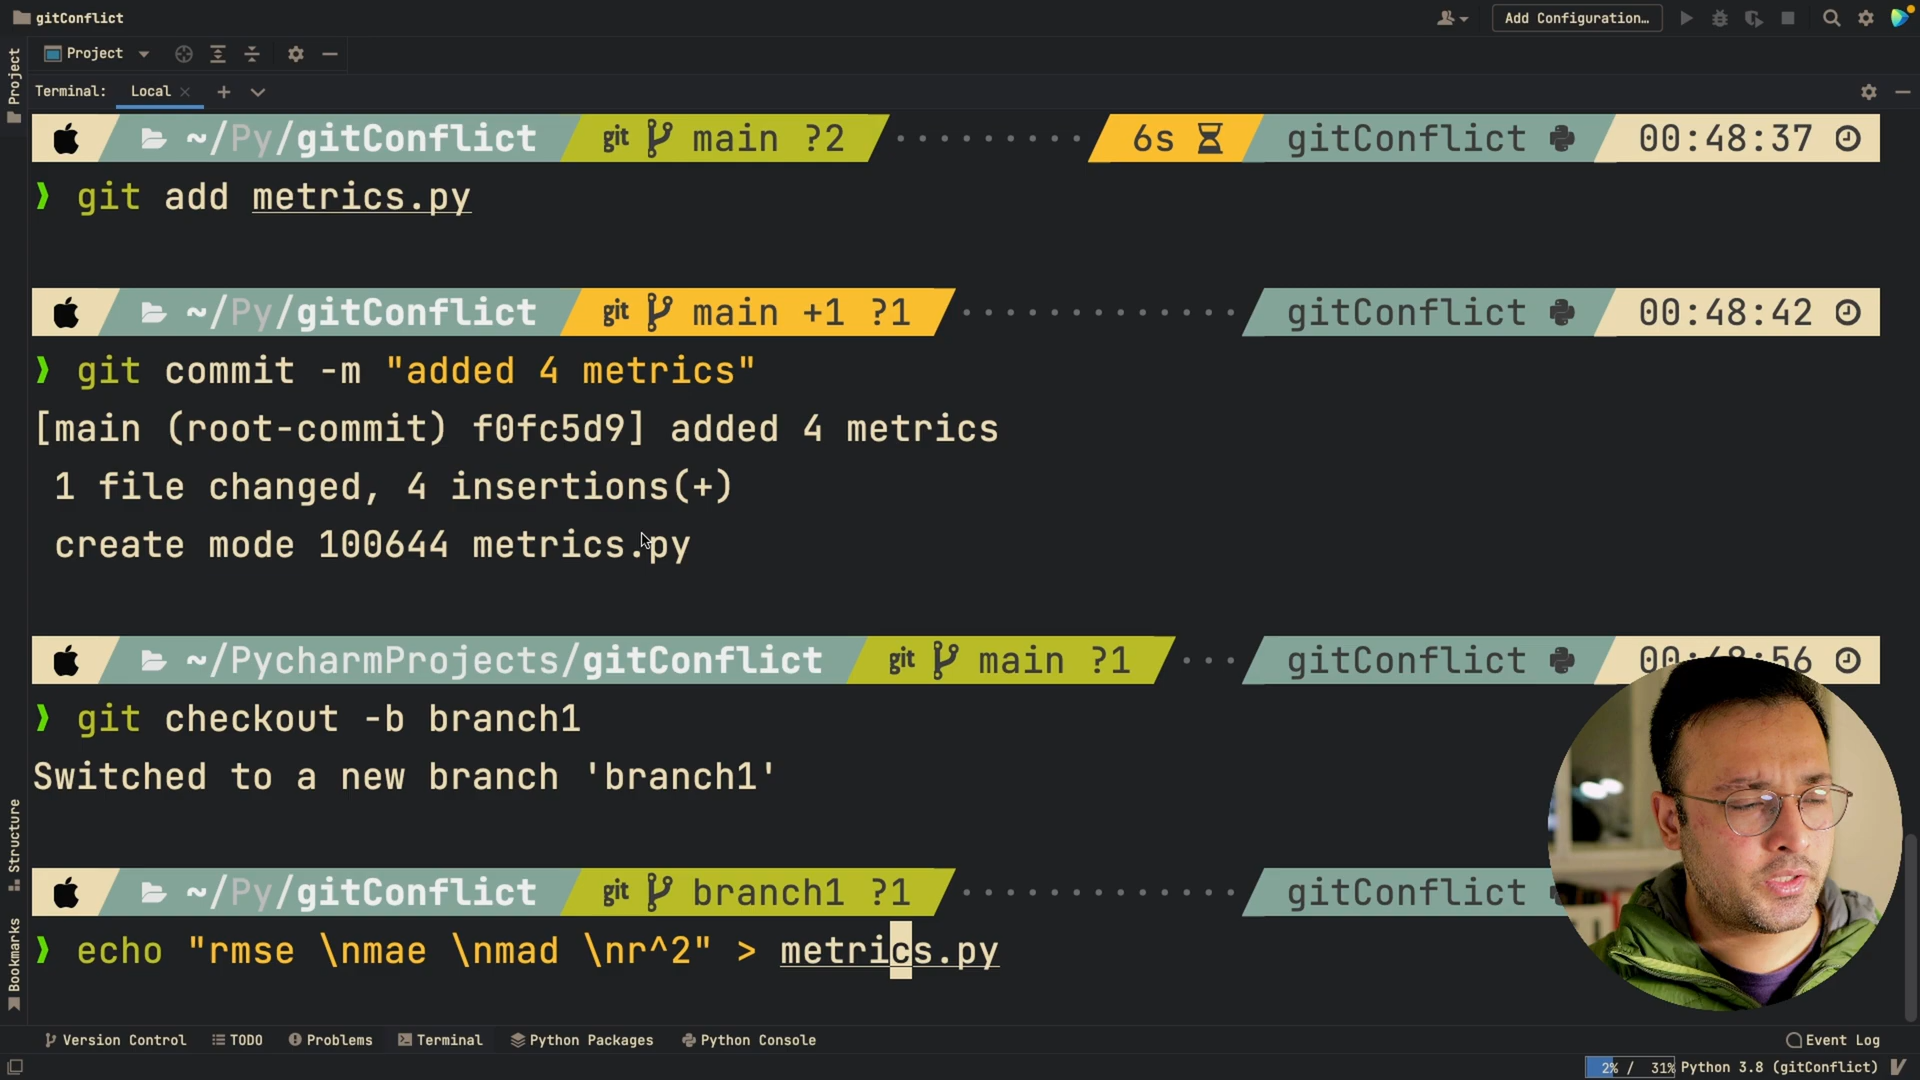 gitConflict
Add Configuration...
Project
Project
Terminal:
Local
~/Py/gitConflict git main ?2 6s gitConflict 00:48:37
git add metrics.py
~/Py/gitConflict git main +1 ?1 gitConflict 00:48:42
git commit -m "added 4 metrics"
[main (root-commit) f0fc5d9] added 4 metrics
1 file changed, 4 insertions(+)
create mode 100644 metrics.py
~/PycharmProjects/gitConflict git main ?1 gitConflict 00:48:56
git checkout -b branch1
Switched to a new branch 'branch1'
~/Py/gitConflict git branch1 ?1 gitConflict
echo "rmse \nmae \nmad \nr^2" > metrics.py
Structure
Bookmarks
Version Control
TODO
Problems
Terminal
Python Packages
Python Console
Event Log
2% / 31%
Python 3.8 (gitConflict)